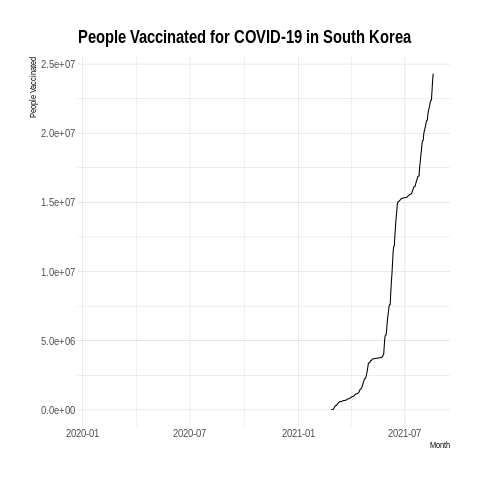 People Vaccinated for COVID-19 in South Korea
People Vaccinated
2.5e+07
2.0e+07
1.5e+07
1.0e+07
5.0e+06
0.0e+00
2020-01 2020-07 2021-01 2021-07
Month